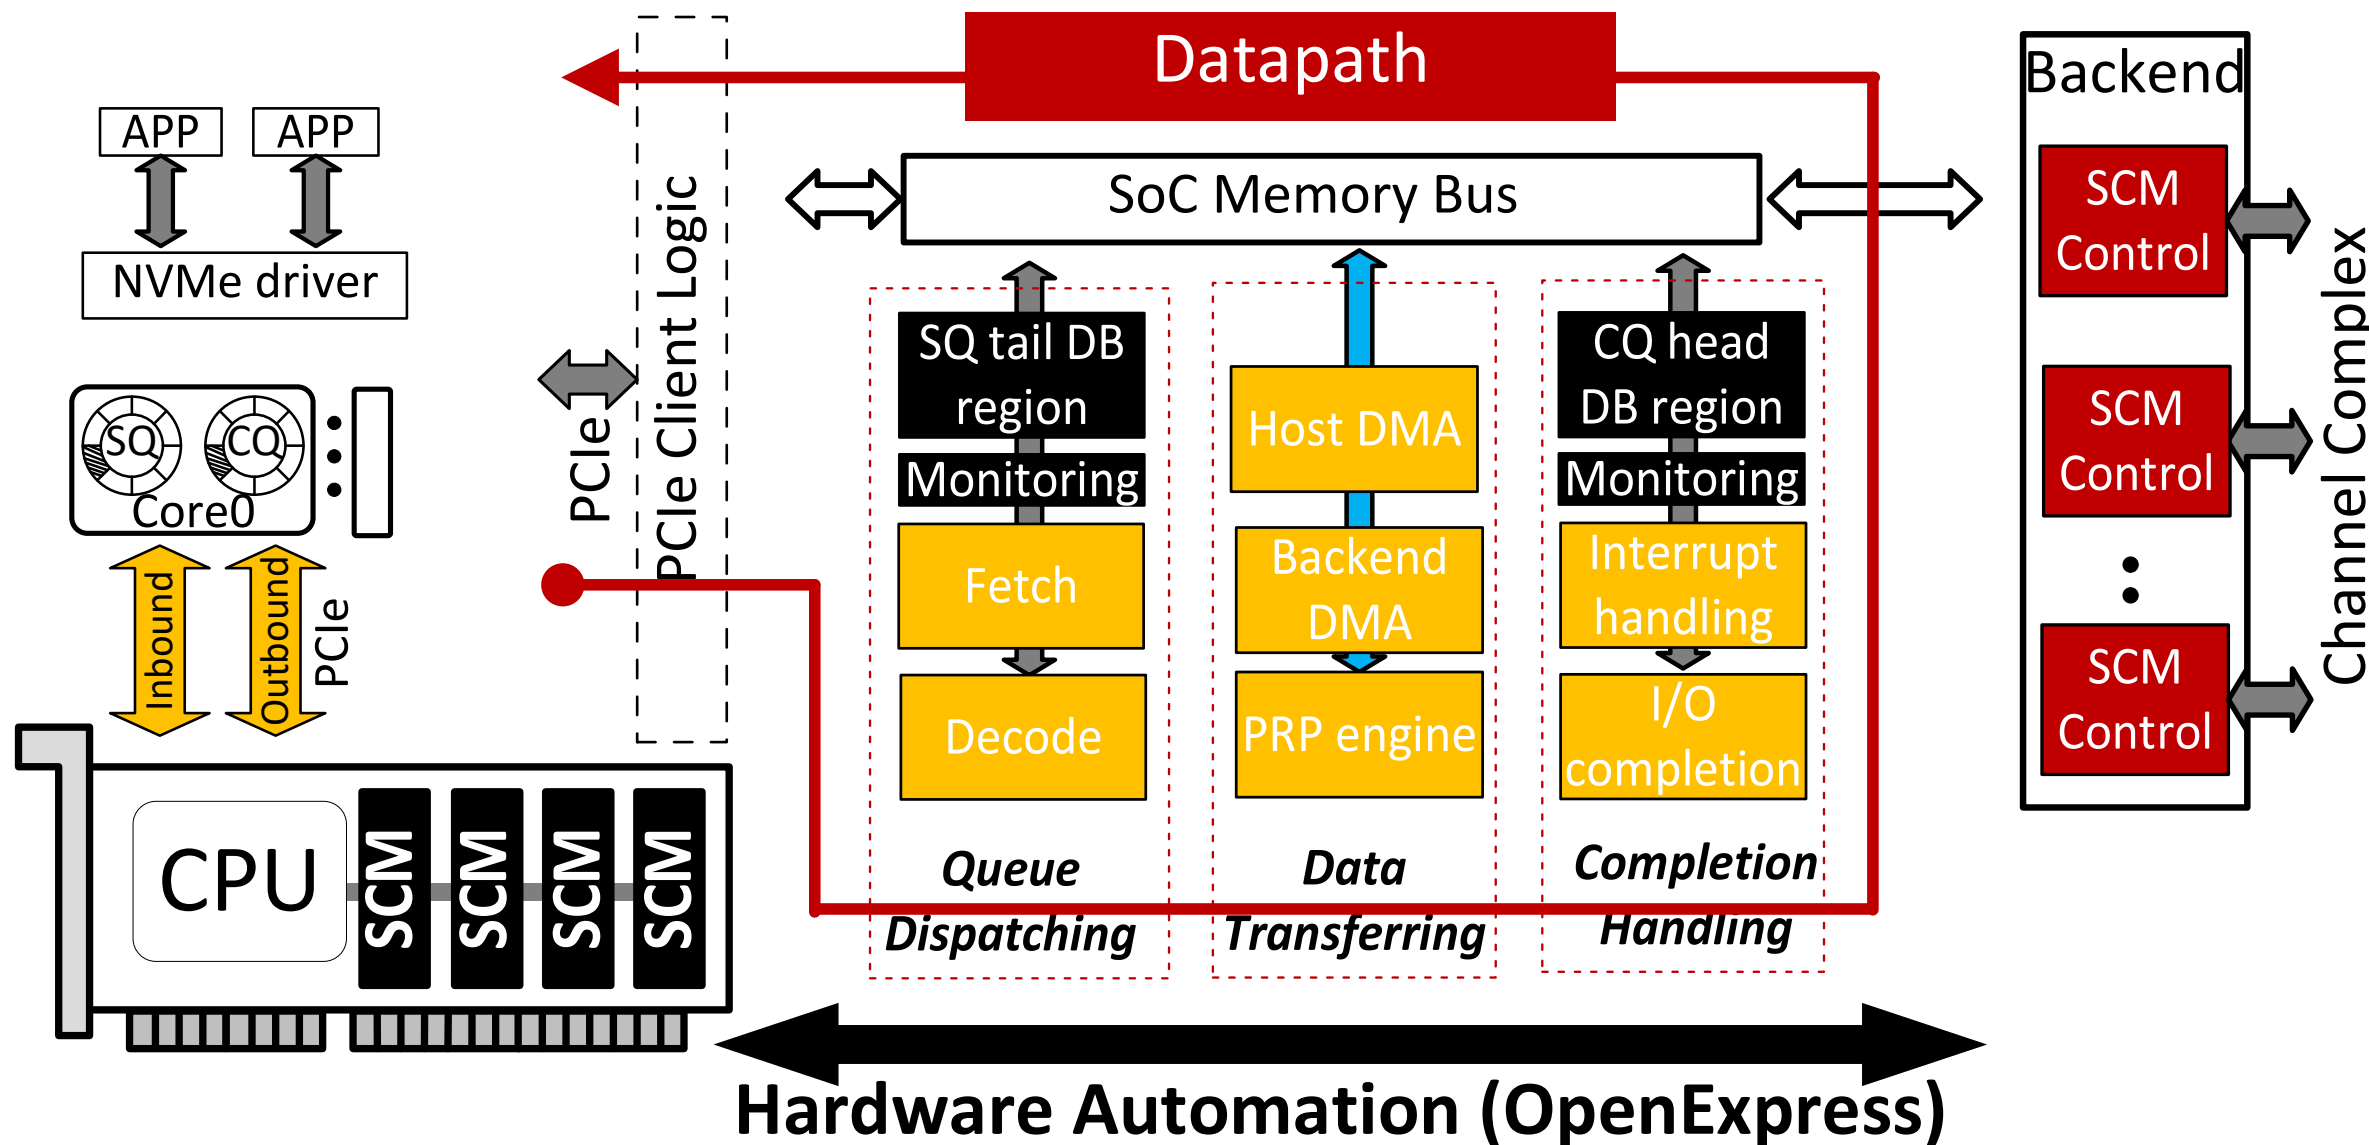 Datapath
Backend
APP
APP
NVMe driver
SQ
CQ
Core0
Inbound
Outbound
PCIe
PCIe
PCIe Client Logic
SoC Memory Bus
SQ tail DB
region
Monitoring
Fetch
Decode
Queue
Dispatching
Host DMA
Backend
DMA
PRP engine
Data
Transferring
CQ head
DB region
Monitoring
Interrupt
handling
I/O
completion
Completion
Handling
SCM
Control
SCM
Control
SCM
Control
Channel Complex
CPU
SCM
SCM
SCM
SCM
Hardware Automation (OpenExpress)